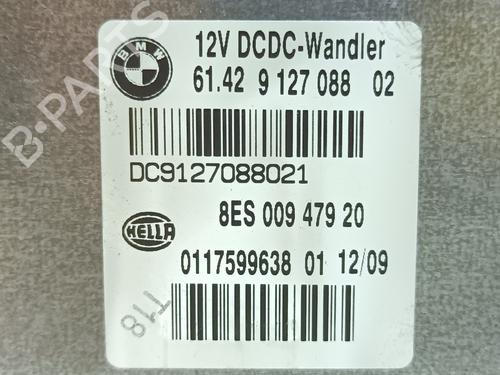 BMW
12V DCDC-Wandler
61.42 9 127 088 02
DC9127088021
8ES 009 479 20
HELLA
0117599638 01 12/09
T18
B-PARTS